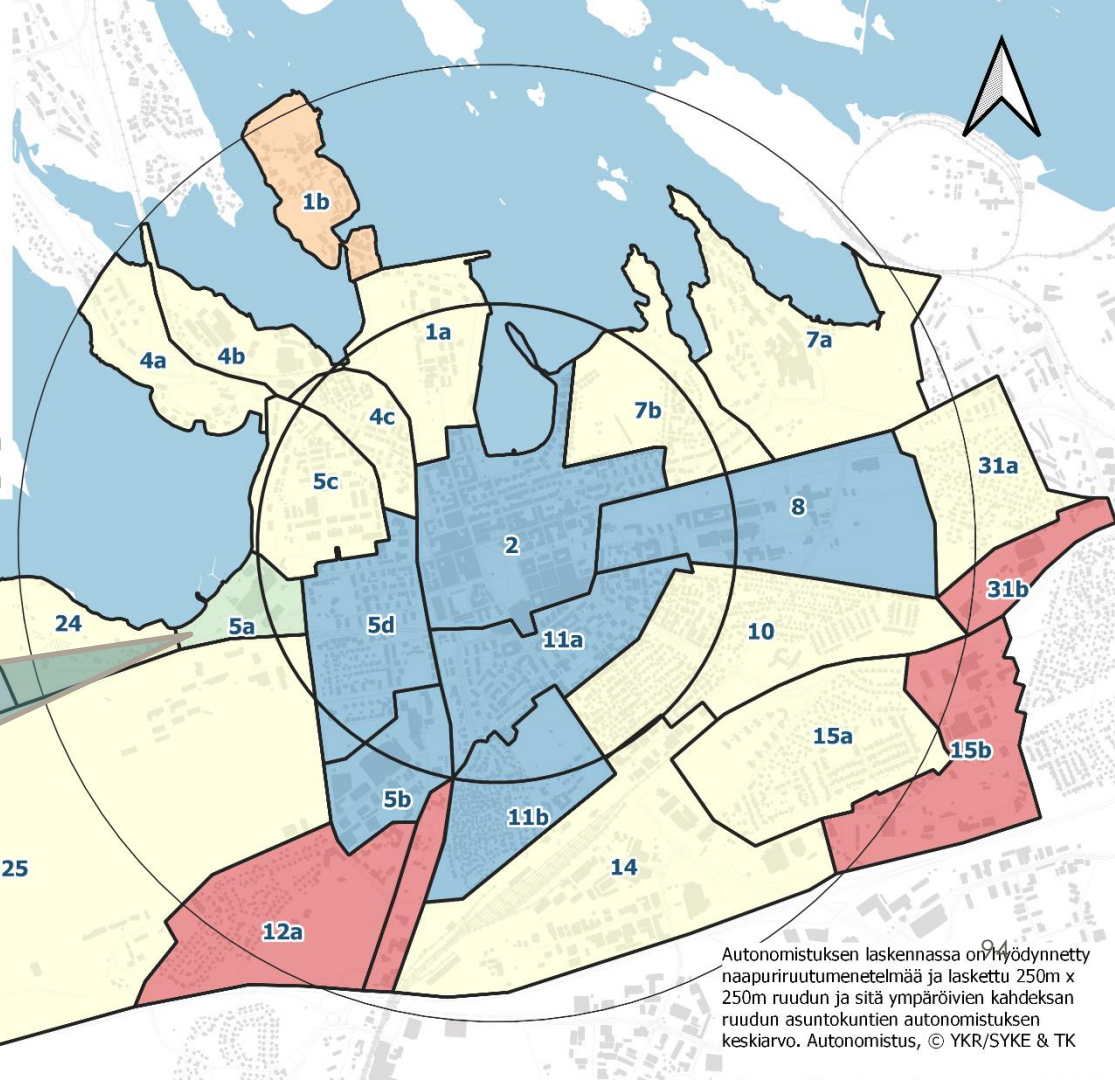 1b
1a
7a
4a
4b
4c
7b
5c
31a
8
2
31b
24
5a
5d
11a
10
15a
15b
5b
11b
25
14
12a
94
Autonomistuksen laskennassa on hyödynnetty
naapuriruutumenetelmää ja laskettu 250m x
250m ruudun ja sitä ympäröivien kahdeksan
ruudun asuntokuntien autonomistuksen
keskiarvo. Autonomistus, © YKR/SYKE & TK